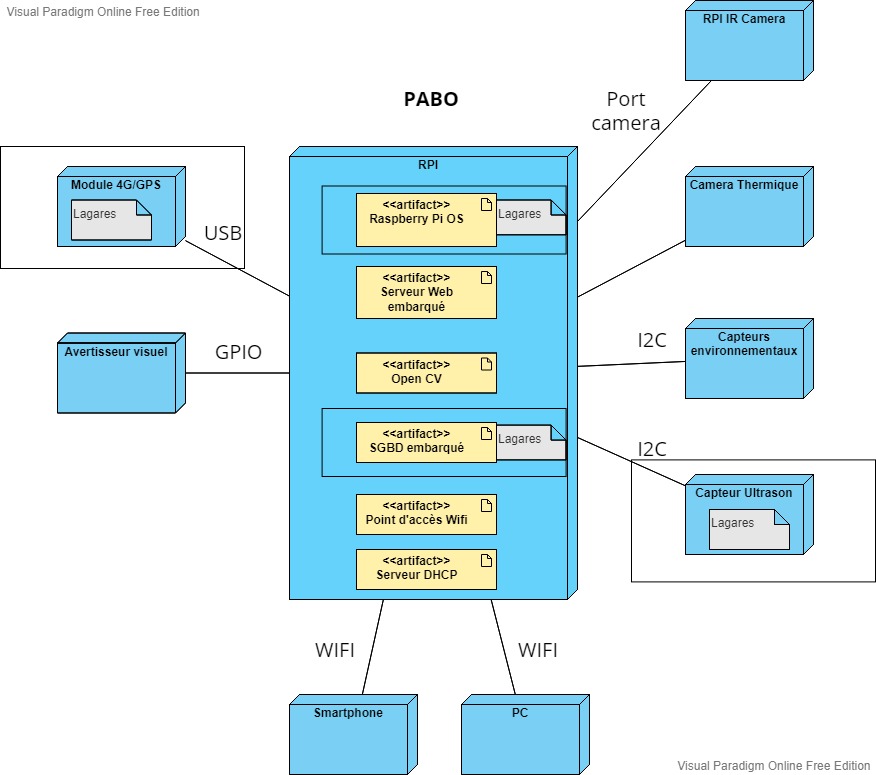 Visual Paradigm Online Free Edition
RPI IR Camera
PABO
Port
camera
RPI
Module 4G/GPS
Lagares
USB
<<artifact>>
Raspberry Pi OS
Lagares
Camera Thermique
<<artifact>>
Serveur Web
embarqué
Avertisseur visuel
GPIO
I2C
Capteurs
environnementaux
<<artifact>>
Open CV
<<artifact>>
SGBD embarqué
Lagares
I2C
Capteur Ultrason
Lagares
<<artifact>>
Point d'accès Wifi
<<artifact>>
Serveur DHCP
WIFI
WIFI
Smartphone
PC
Visual Paradigm Online Free Edition